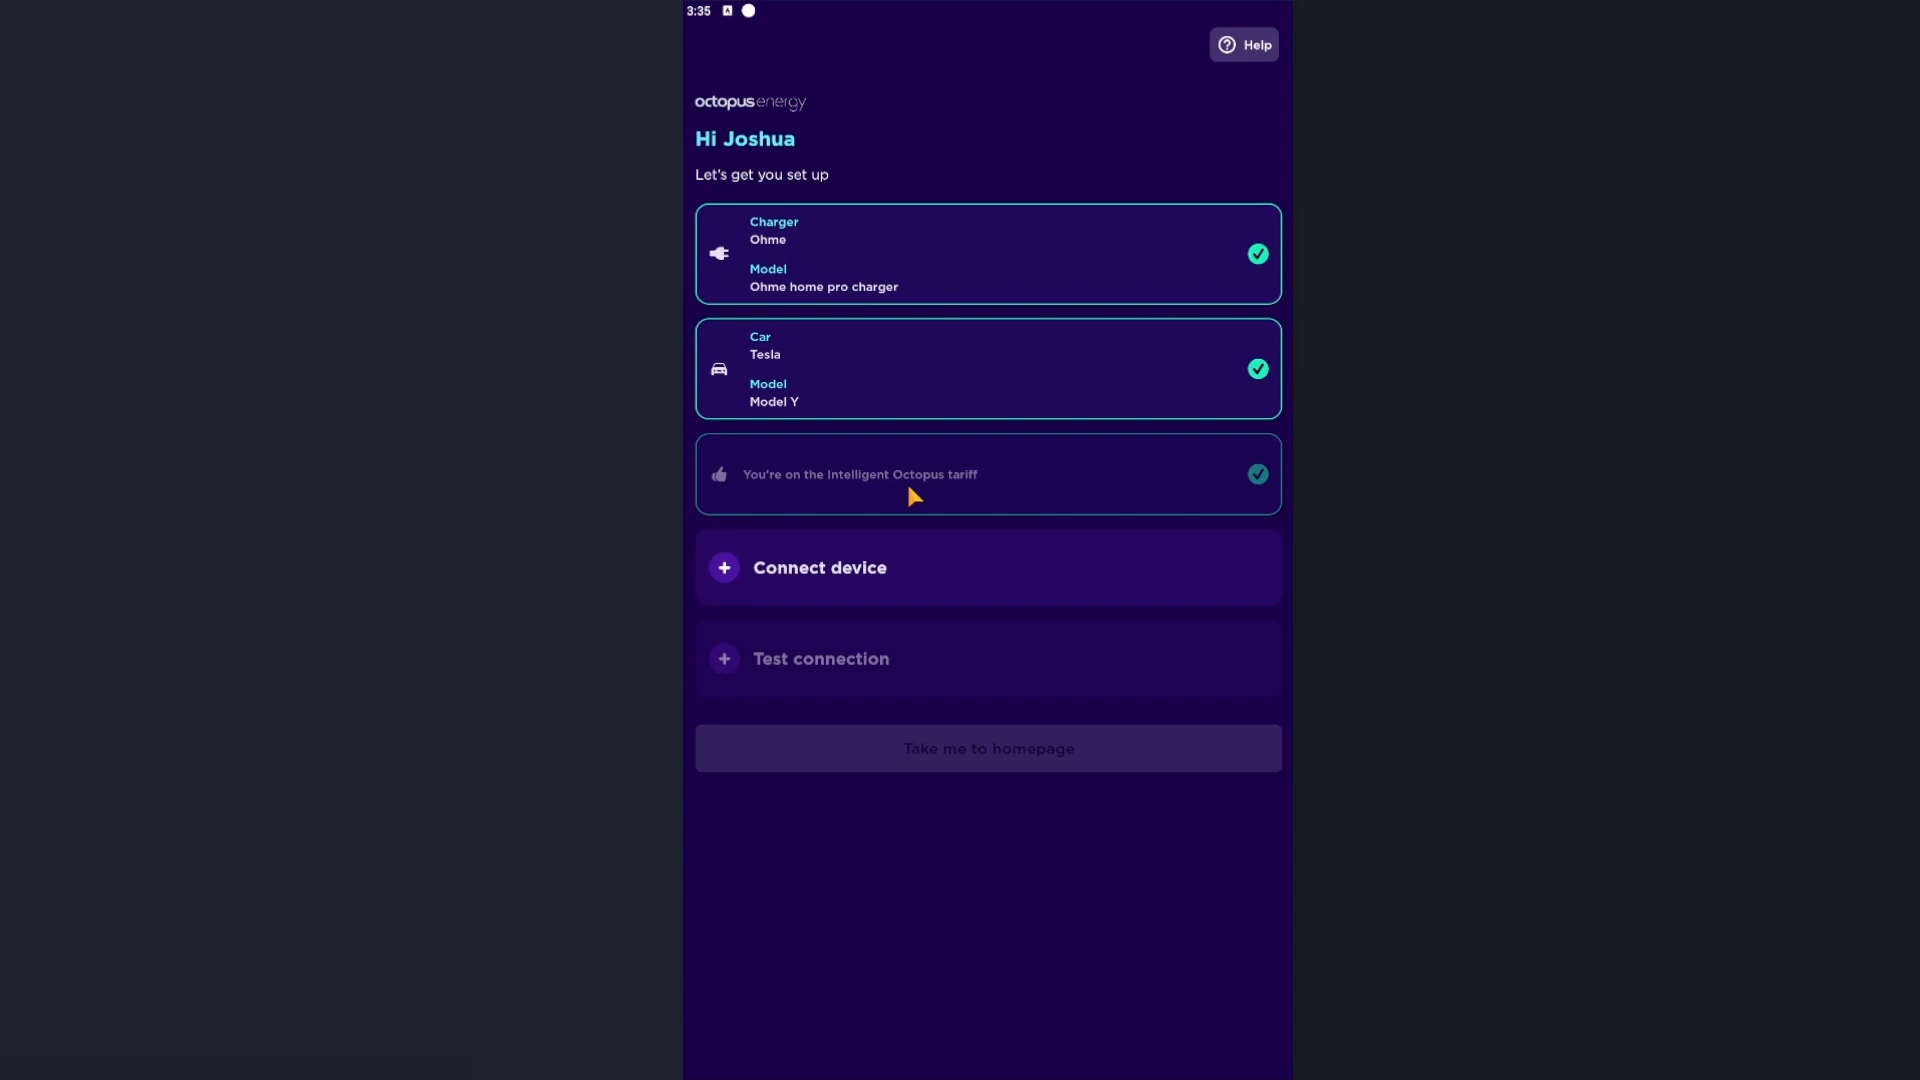 3:35
Help
octopusenergy
Hi Joshua
Let's get you set up
Charger
Ohme
Model
Ohme home pro charger
Car
Tesla
Model
Model Y
You're on the Intelligent Octopus tariff
Connect device
Test connection
Take me to homepage